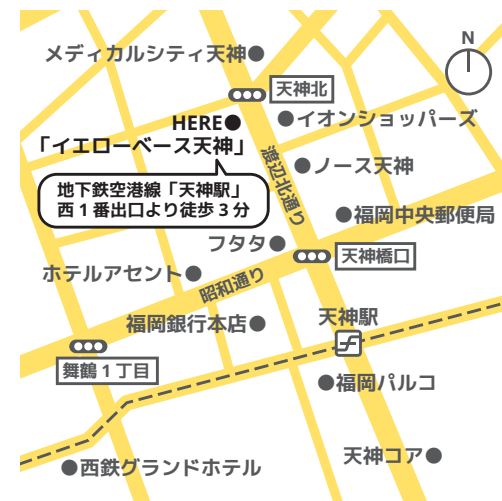 N
メディカルシティ天神
天神北
HERE
イオンショッパーズ
「イエローベース天神」
渡辺北通り
ノース天神
地下鉄空港線「天神駅」
西1番出口より徒歩3分
福岡中央郵便局
フタタ
天神橋口
ホテルアセント
昭和通り
福岡銀行本店
天神駅
舞鶴1丁目
福岡パルコ
天神コア
西鉄グランドホテル